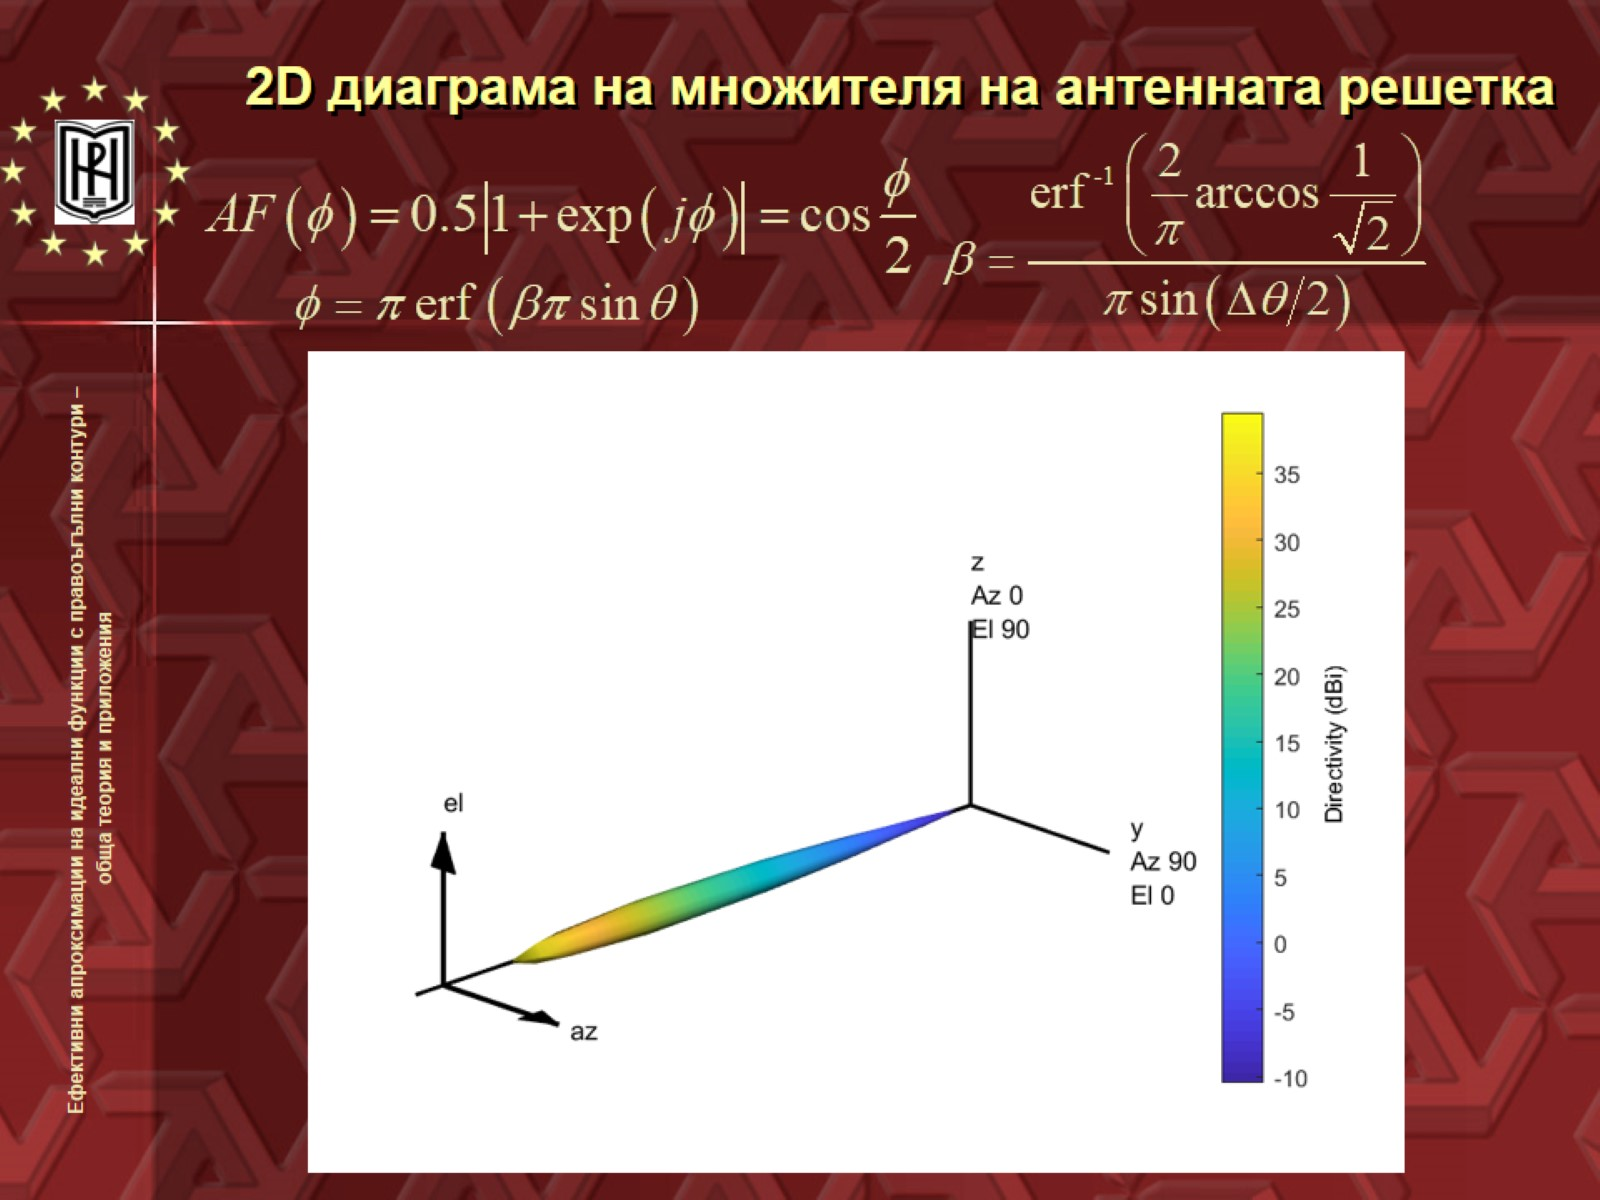 2D диаграма на множителя на антенната решетка
AF(ϕ) = 0.5|1 + exp(jϕ)| = cos ϕ/2
ϕ = π erf(βπ sin θ)
β = erf⁻¹(2/π arccos 1/√2) / π sin(Δθ/2)
Ефективни апроксимации на идеални функции с правоъгълни контури –
обща теория и приложения
z
Az 0
El 90
y
Az 90
El 0
el
az
35
30
25
20
15
10
5
0
-5
-10
Directivity (dBi)